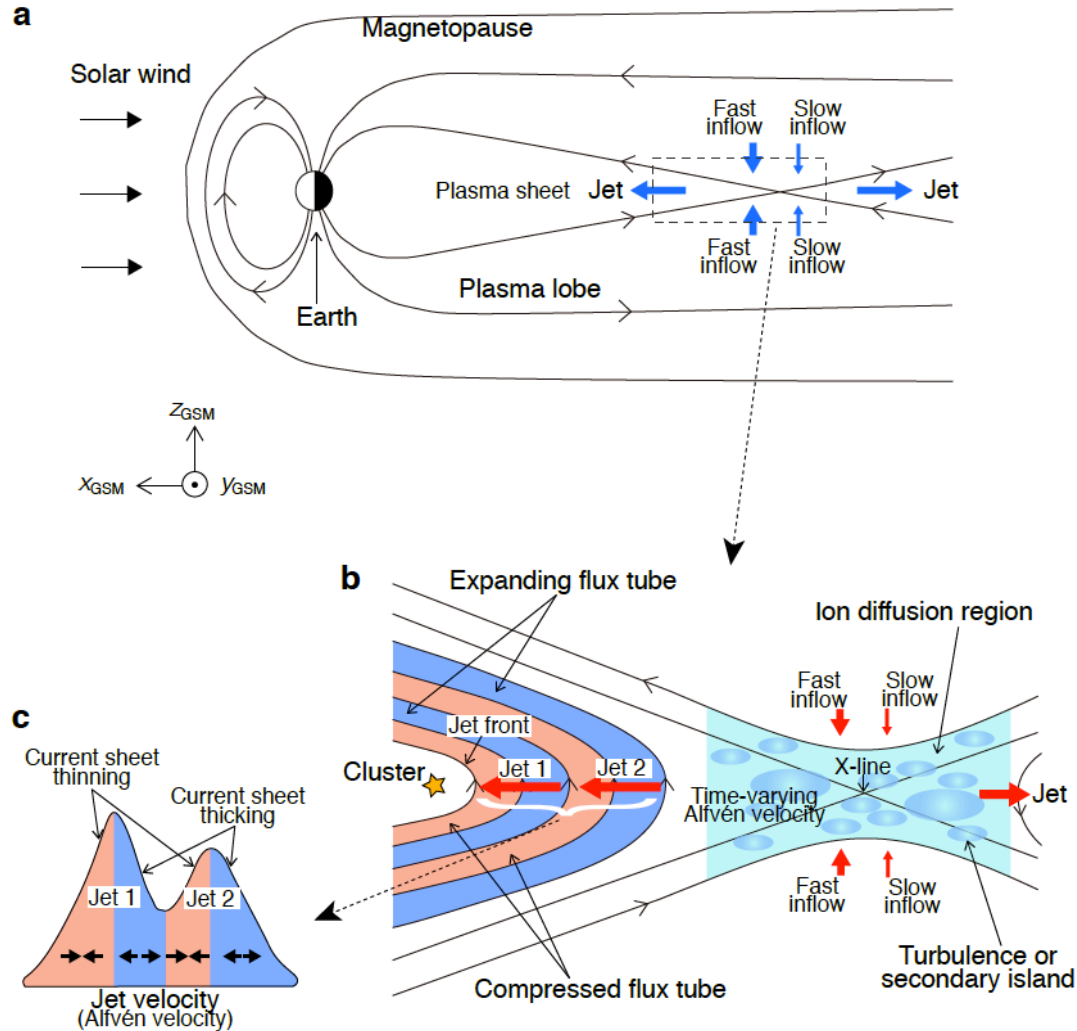 a
Magnetopause
Solar wind
Fast
inflow
Slow
inflow
Plasma sheet
Jet
Jet
Fast
inflow
Slow
inflow
Plasma lobe
Earth
zGSM
xGSM
yGSM
b
Expanding flux tube
Ion diffusion region
Fast
inflow
Slow
inflow
Jet front
Cluster
Jet 1
Jet 2
X-line
Time-varying
Alfvén velocity
Jet
Fast
inflow
Slow
inflow
Compressed flux tube
Turbulence or
secondary island
c
Current sheet
thinning
Current sheet
thicking
Jet 1
Jet 2
Jet velocity
(Alfvén velocity)